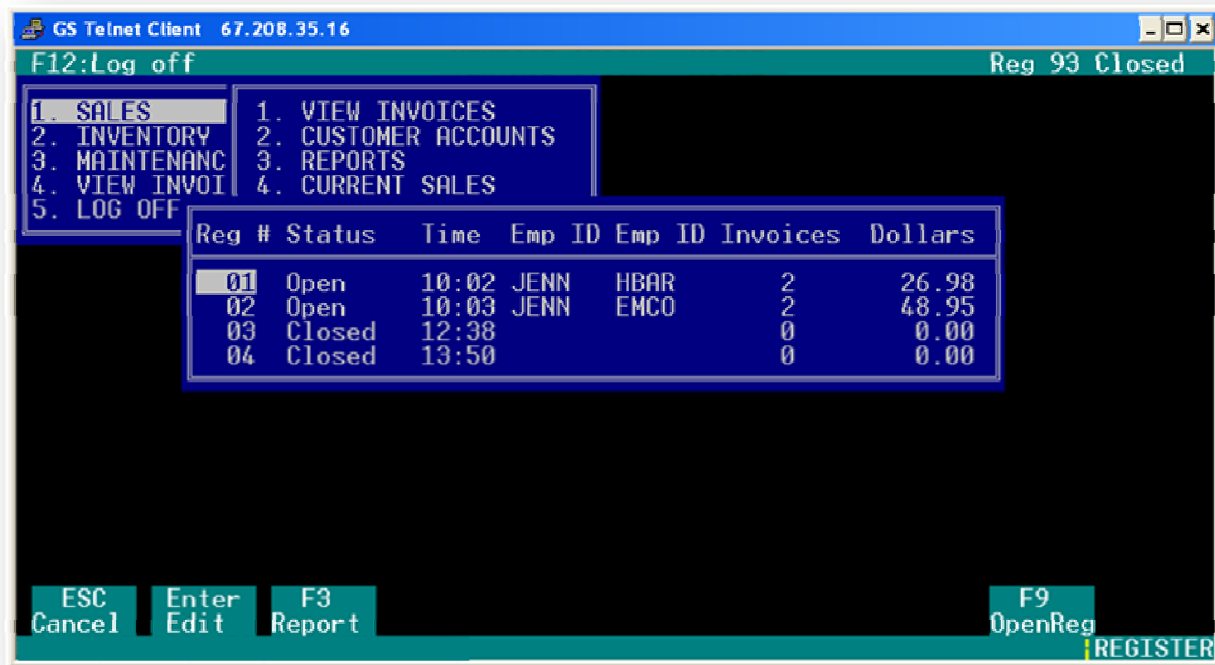 GS Telnet Client 67.208.35.16
F12:Log off Reg 93 Closed
1. SALES 1. VIEW INVOICES
2. INVENTORY 2. CUSTOMER ACCOUNTS
3. MAINTENANC 3. REPORTS
4. VIEW INVOI 4. CURRENT SALES
5. LOG OFF
Reg # Status Time Emp ID Emp ID Invoices Dollars
01 Open 10:02 JENN HBAR 2 26.98
02 Open 10:03 JENN EMCO 2 48.95
03 Closed 12:38 0 0.00
04 Closed 13:50 0 0.00
ESC Enter F3 F9
Cancel Edit Report OpenReg
REGISTER